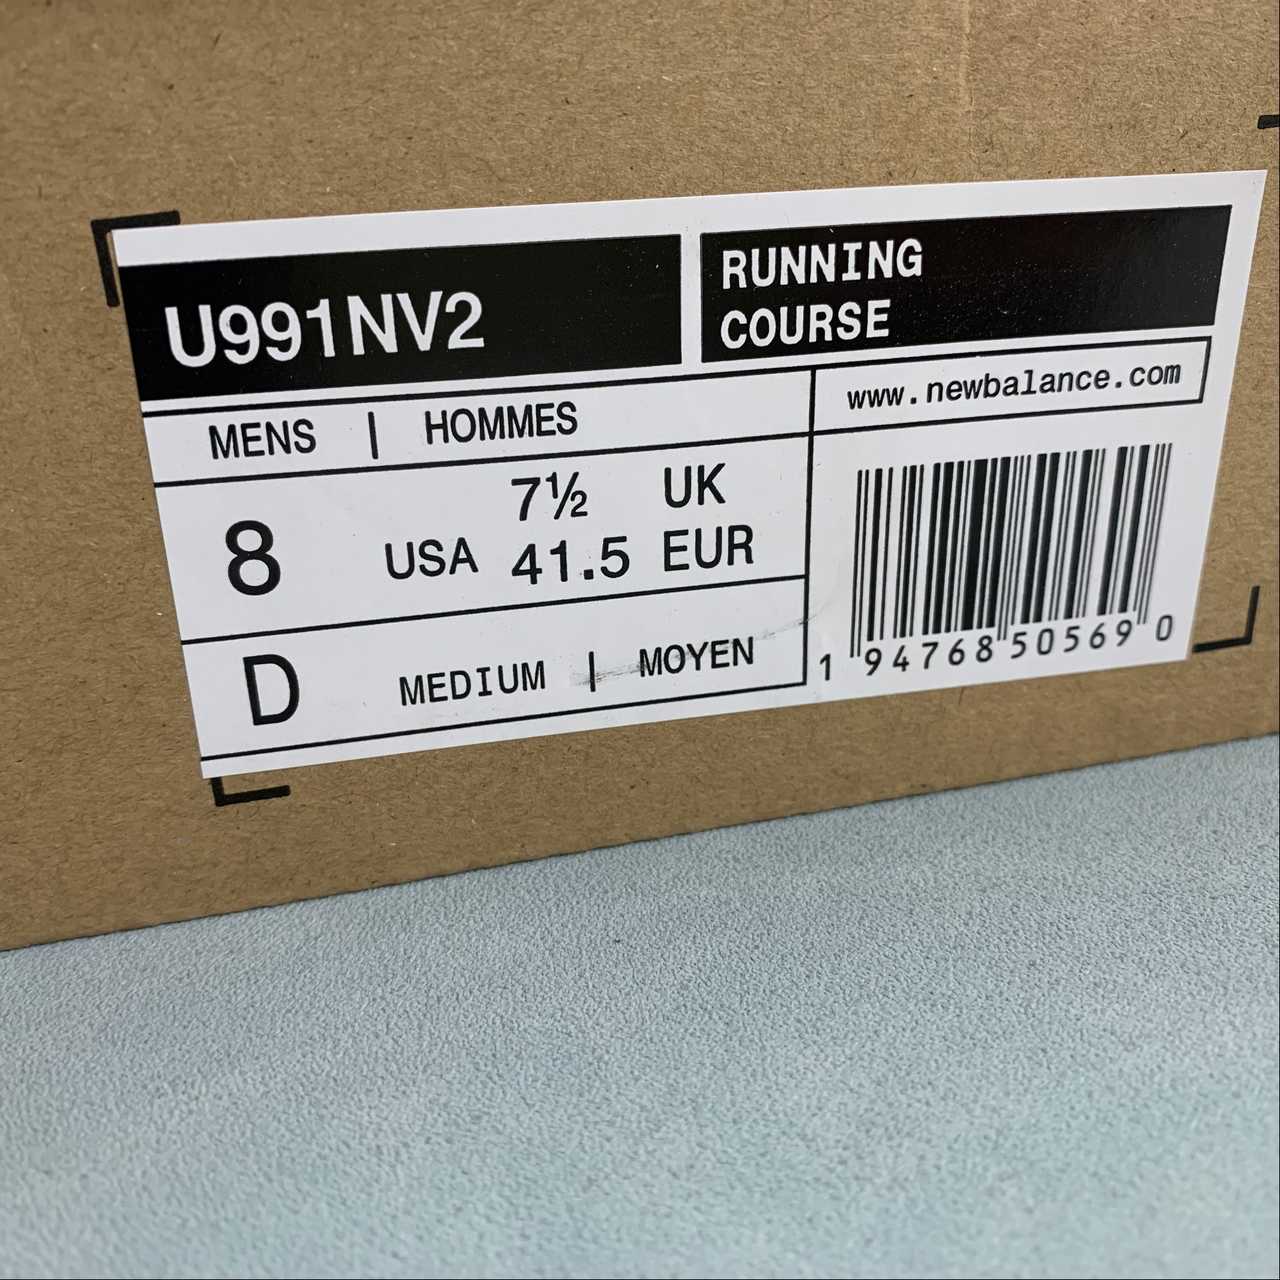 U991NV2
RUNNING
COURSE
www.newbalance.com
MENS | HOMMES
8 USA 7½ UK
41.5 EUR
D MEDIUM | MOYEN
1 94768 50569 0